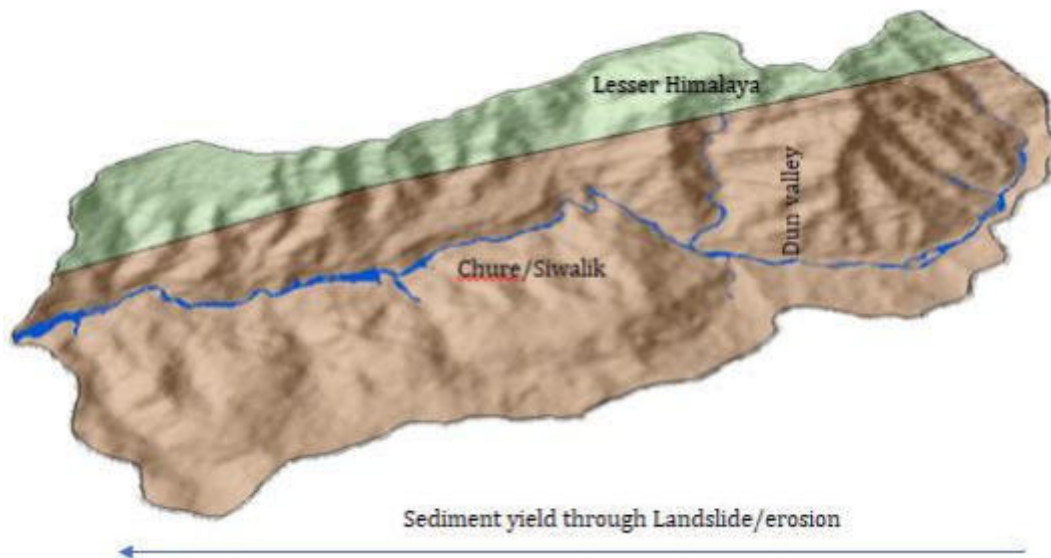 Lesser Himalaya
Dun valley
Chure/Siwalik
Sediment yield through Landslide/erosion